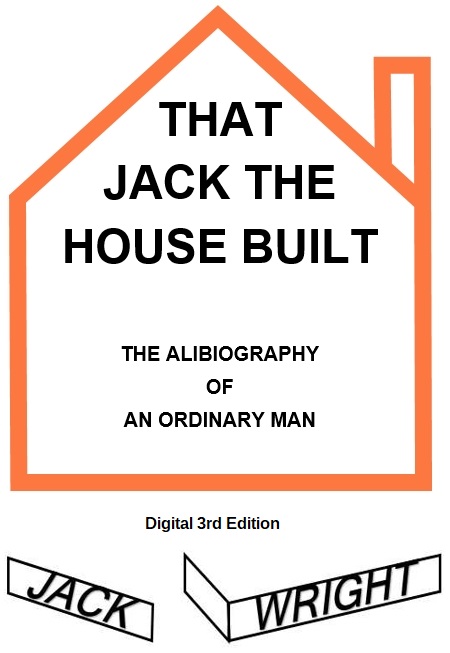 THAT
JACK THE
HOUSE BUILT
THE ALIBIOGRAPHY
OF
AN ORDINARY MAN
Digital 3rd Edition
JACK WRIGHT